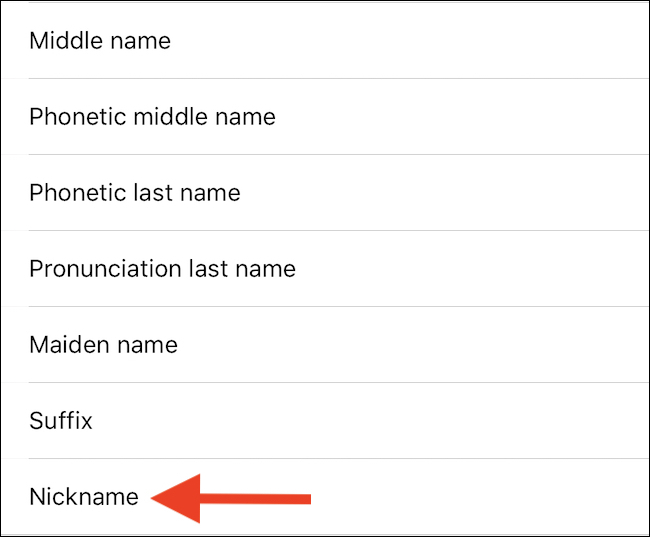 Middle name
Phonetic middle name
Phonetic last name
Pronunciation last name
Maiden name
Suffix
Nickname